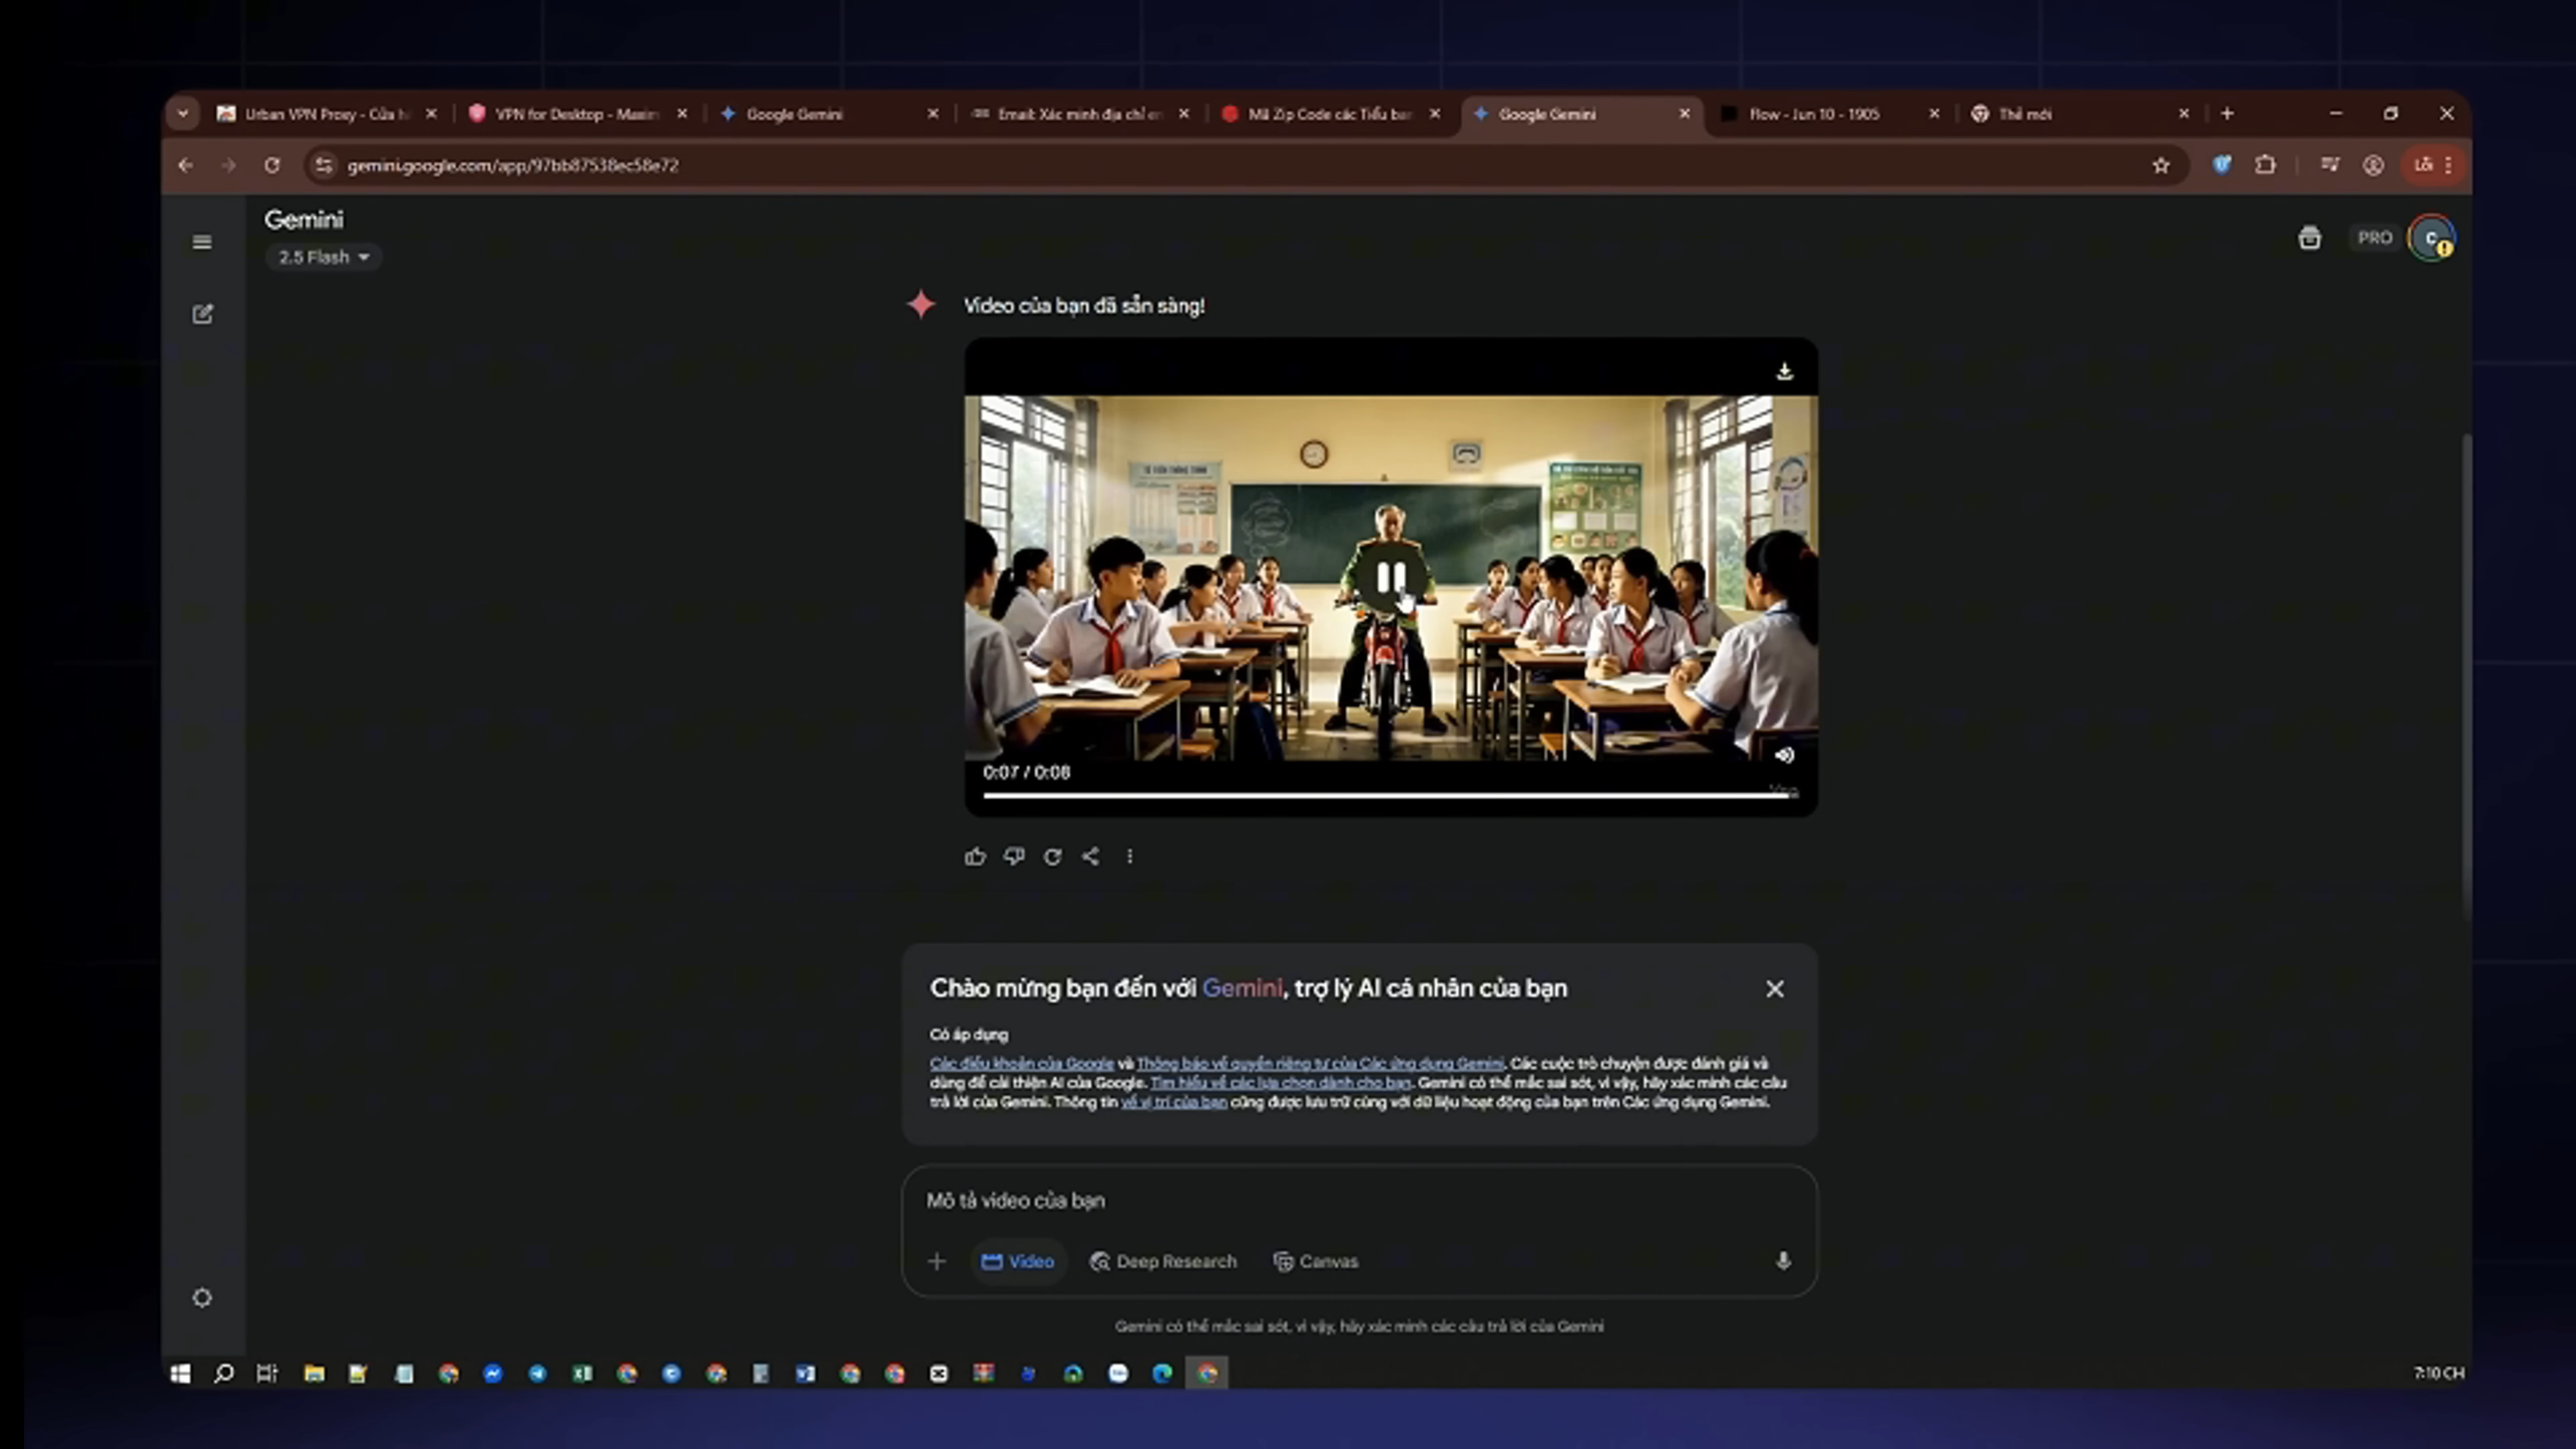 Urban VPN Proxy - Cửa h
VPN for Desktop - Maxim
Google Gemini
Email: Xác minh địa chỉ en
Mã Zip Code các Tiểu ban
Google Gemini
Flow - Jun 10 - 1905
Thẻ mới
gemini.google.com/app/97bb87538ec58e72
Lỗi
Gemini
2.5 Flash
PRO
C
Video của bạn đã sẵn sàng!
0:07 / 0:08
Chào mừng bạn đến với Gemini, trợ lý AI cá nhân của bạn
Có áp dụng
Các điều khoản của Google và Thông báo về quyền riêng tư của Các ứng dụng Gemini. Các cuộc trò chuyện được đánh giá và
dùng để cải thiện AI của Google. Tìm hiểu về các lựa chọn dành cho bạn. Gemini có thể mắc sai sót, vì vậy, hãy xác minh các câu
trả lời của Gemini. Thông tin về vị trí của bạn cũng được lưu trữ cùng với dữ liệu hoạt động của bạn trên Các ứng dụng Gemini.
Mô tả video của bạn
Video
Deep Research
Canvas
Gemini có thể mắc sai sót, vì vậy, hãy xác minh các câu trả lời của Gemini
7:10 CH